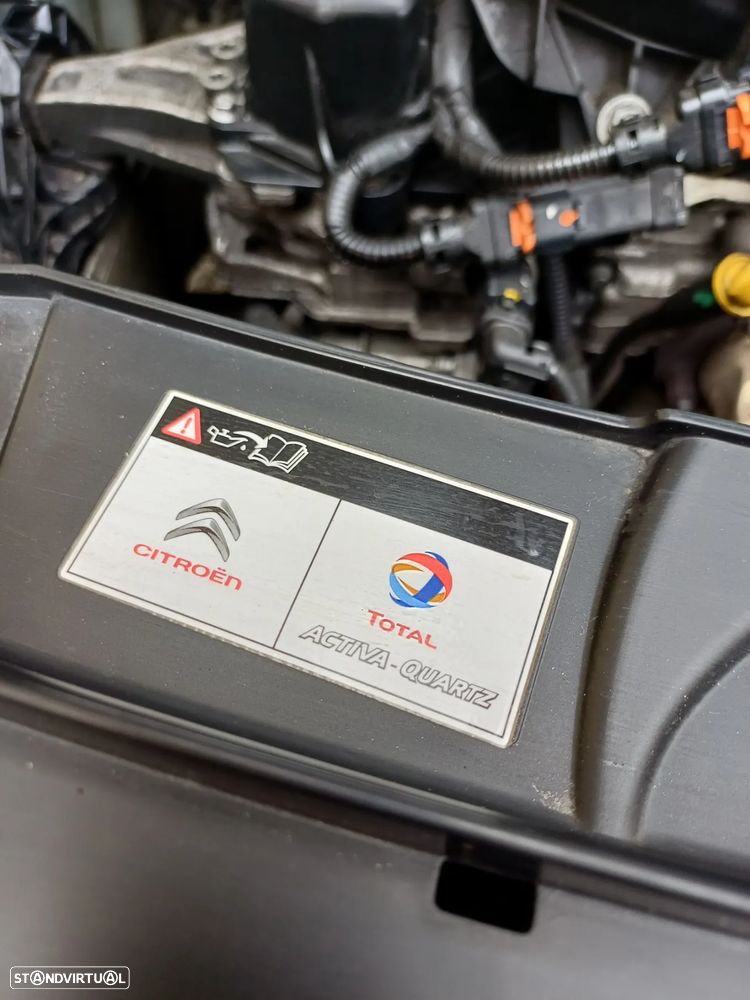 CITROËN
TOTAL
ACTIVA-QUARTZ
STANDVIRTUAL